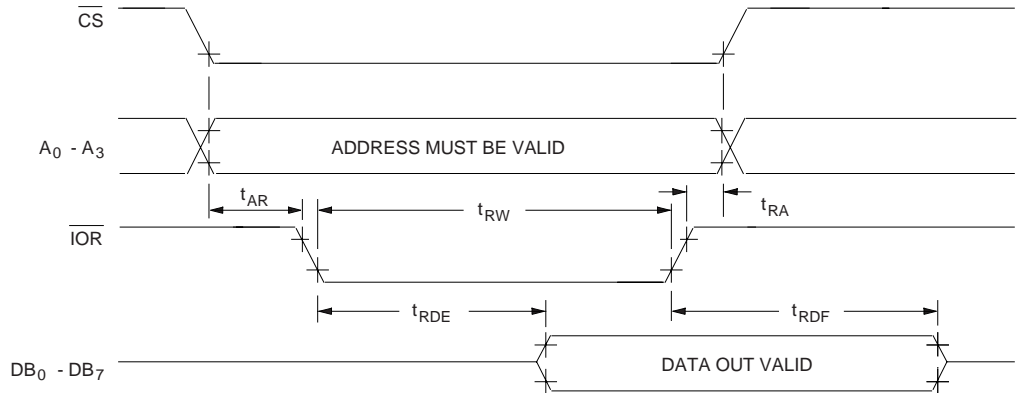 CS
A0 - A3
ADDRESS MUST BE VALID
tAR
tRW
tRA
IOR
tRDE
tRDF
DB0 - DB7
DATA OUT VALID